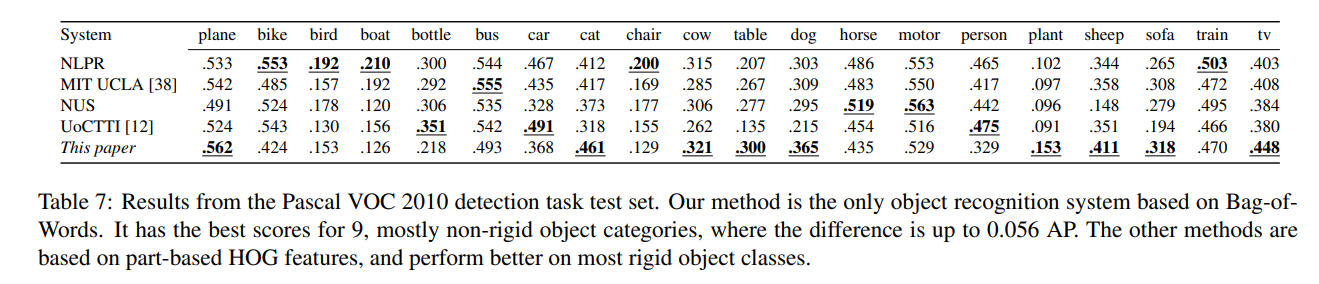 System plane bike bird boat bottle bus car cat chair cow table dog horse motor person plant sheep sofa train tv
NLPR .533 .553 .192 .210 .300 .544 .467 .412 .200 .315 .207 .303 .486 .553 .465 .102 .344 .265 .503 .403
MIT UCLA [38] .542 .485 .157 .192 .292 .555 .435 .417 .169 .285 .267 .309 .483 .550 .417 .097 .358 .308 .472 .408
NUS .491 .524 .178 .120 .306 .535 .328 .373 .177 .306 .277 .295 .519 .563 .442 .096 .148 .279 .495 .384
UoCTTI [12] .524 .543 .130 .156 .351 .542 .491 .318 .155 .262 .135 .215 .454 .516 .475 .091 .351 .194 .466 .380
This paper .562 .424 .153 .126 .218 .493 .368 .461 .129 .321 .300 .365 .435 .529 .329 .153 .411 .318 .470 .448
Table 7: Results from the Pascal VOC 2010 detection task test set. Our method is the only object recognition system based on Bag-of-
Words. It has the best scores for 9, mostly non-rigid object categories, where the difference is up to 0.056 AP. The other methods are
based on part-based HOG features, and perform better on most rigid object classes.